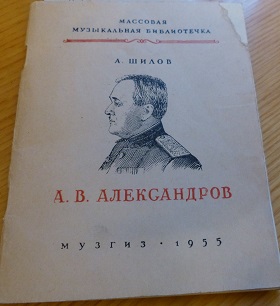 МАССОВАЯ
МУЗЫКАЛЬНАЯ БИБЛИОТЕЧКА
А. ШИЛОВ
А. В. АЛЕКСАНДРОВ
МУЗГИЗ • 1955